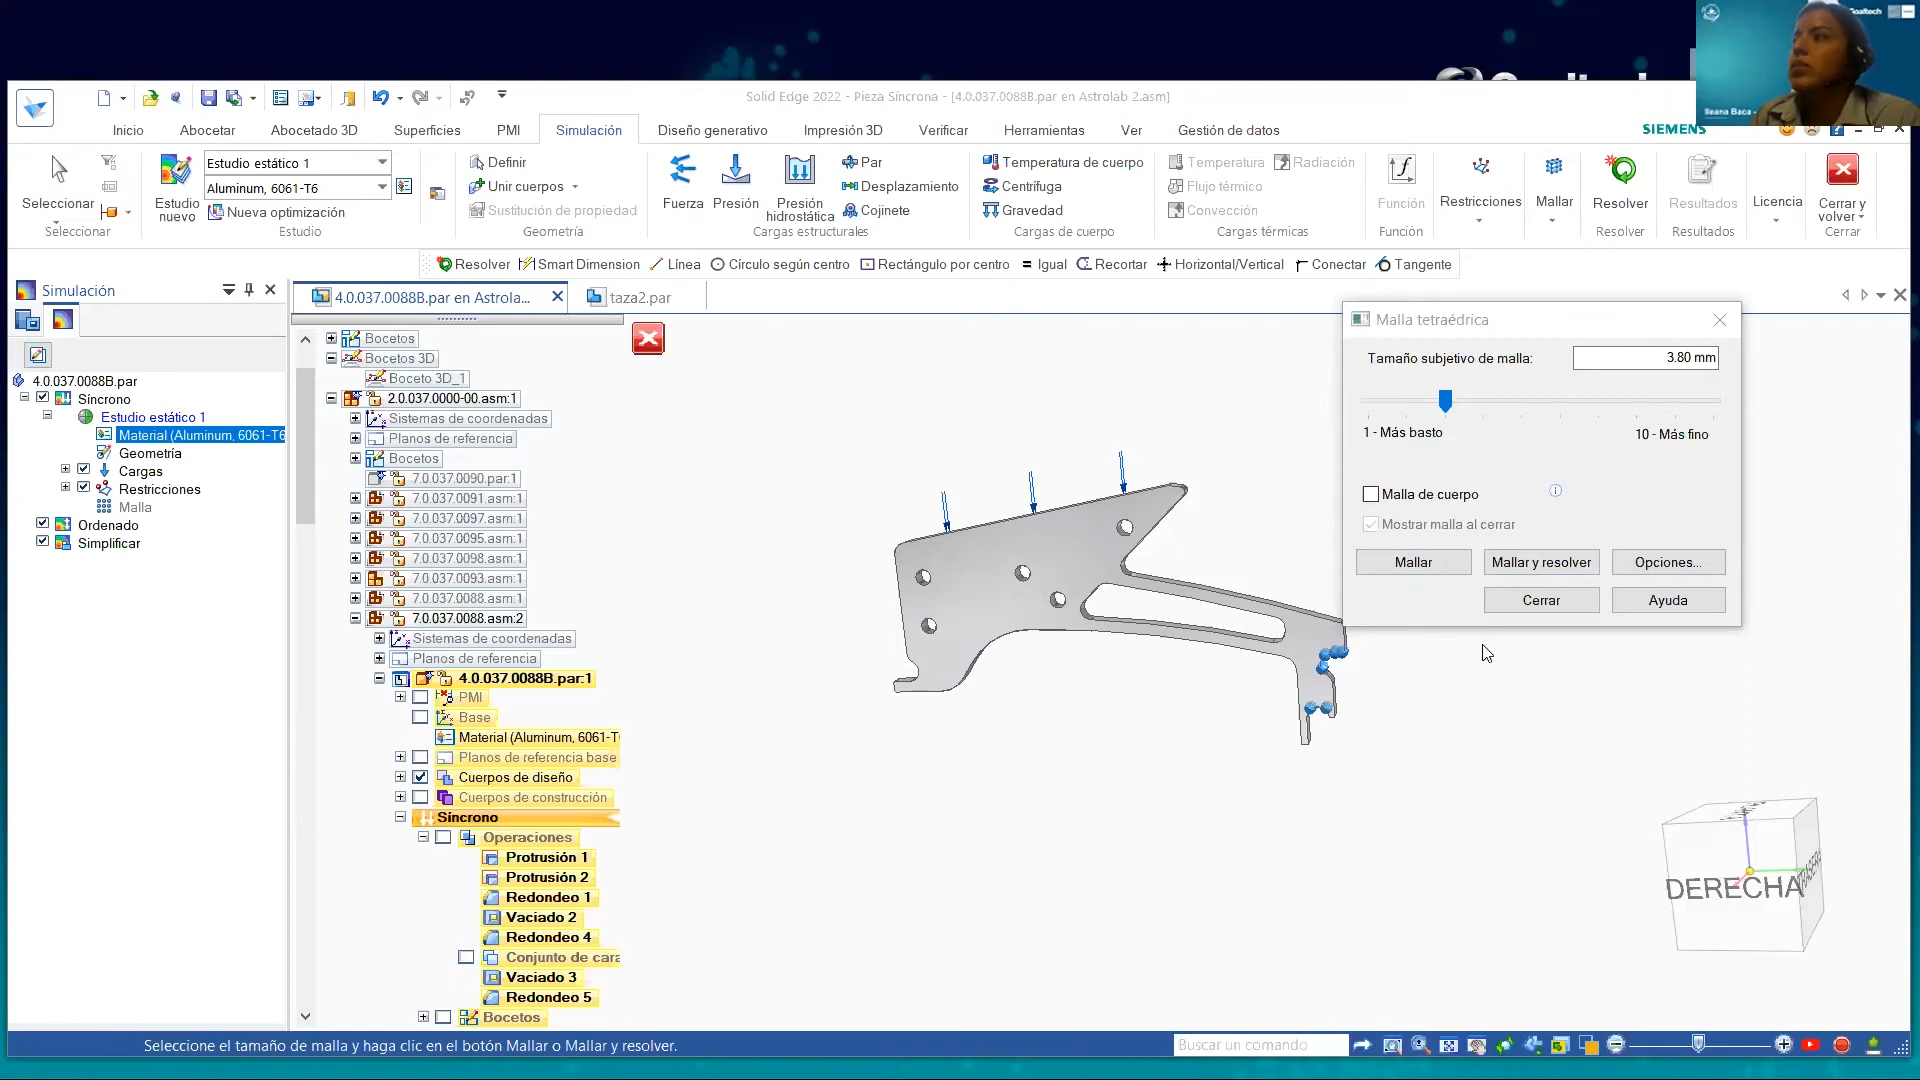 Goaltech
Ileana Baca -
Solid Edge 2022 - Pieza Síncrona - [4.0.037.0088B.par en Astrolab 2.asm]
SIEMENS
Inicio
Abocetar
Abocetado 3D
Superficies
PMI
Simulación
Diseño generativo
Impresión 3D
Verificar
Herramientas
Ver
Gestión de datos
Seleccionar
Seleccionar
Estudio nuevo
Estudio estático 1
Aluminum, 6061-T6
Nueva optimización
Estudio
Definir
Unir cuerpos
Sustitución de propiedad
Geometría
Fuerza
Presión
Presión hidrostática
Par
Desplazamiento
Cojinete
Cargas estructurales
Temperatura de cuerpo
Centrífuga
Gravedad
Cargas de cuerpo
Temperatura
Radiación
Flujo térmico
Convección
Cargas térmicas
Función
Función
Restricciones
Mallar
Resolver
Resolver
Resultados
Resultados
Licencia
Cerrar y volver
Cerrar
Resolver
Smart Dimension
Línea
Círculo según centro
Rectángulo por centro
Igual
Recortar
Horizontal/Vertical
Conectar
Tangente
Simulación
4.0.037.0088B.par
Síncrono
Estudio estático 1
Material (Aluminum, 6061-T6
Geometría
Cargas
Restricciones
Malla
Ordenado
Simplificar
4.0.037.0088B.par en Astrola...
taza2.par
Bocetos
Bocetos 3D
Boceto 3D_1
2.0.037.0000-00.asm:1
Sistemas de coordenadas
Planos de referencia
Bocetos
7.0.037.0090.par:1
7.0.037.0091.asm:1
7.0.037.0097.asm:1
7.0.037.0095.asm:1
7.0.037.0098.asm:1
7.0.037.0093.asm:1
7.0.037.0088.asm:1
7.0.037.0088.asm:2
Sistemas de coordenadas
Planos de referencia
4.0.037.0088B.par:1
PMI
Base
Material (Aluminum, 6061-T
Planos de referencia base
Cuerpos de diseño
Cuerpos de construcción
Síncrono
Operaciones
Protrusión 1
Protrusión 2
Redondeo 1
Vaciado 2
Redondeo 4
Conjunto de cara
Vaciado 3
Redondeo 5
Bocetos
Malla tetraédrica
Tamaño subjetivo de malla:
3.80 mm
1 - Más basto
10 - Más fino
Malla de cuerpo
Mostrar malla al cerrar
Mallar
Mallar y resolver
Opciones...
Cerrar
Ayuda
DERECHA
Seleccione el tamaño de malla y haga clic en el botón Mallar o Mallar y resolver.
Buscar un comando